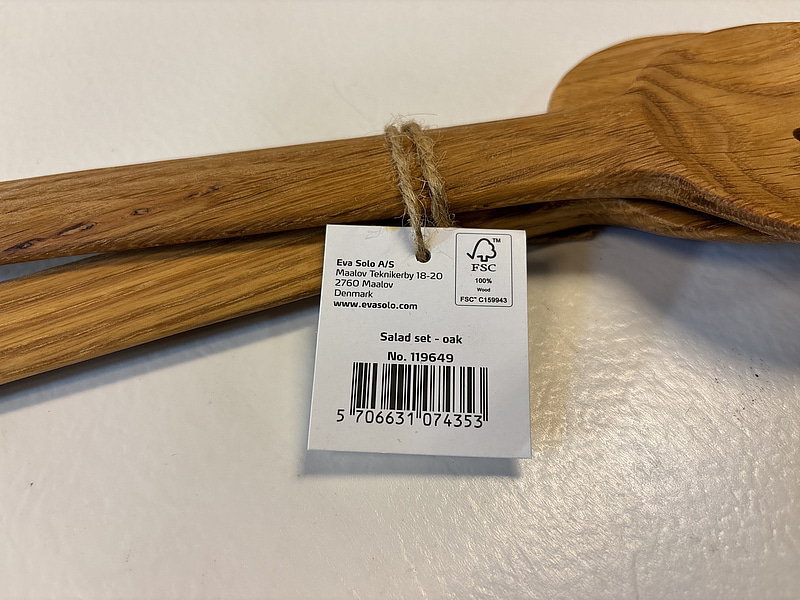 Eva Solo A/S
Maalov Teknikerby 18-20
2760 Maalov
Denmark
www.evasolo.com
FSC™
100%
Wood
FSC® C159943
Salad set - oak
No. 119649
5 706631 074353